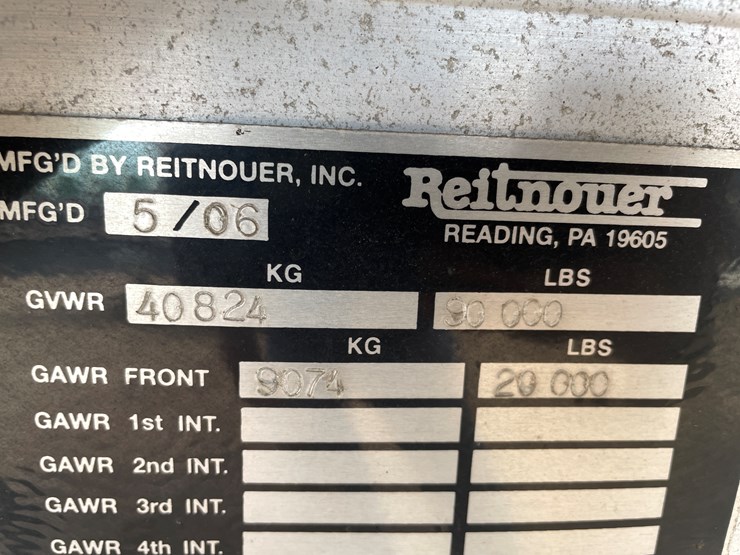 MFG'D BY REITNOUER, INC.
Reitnouer
MFG'D 5/06
READING, PA 19605
KG LBS
GVWR 40824 90 000
KG LBS
GAWR FRONT 9074 20 000
GAWR 1st INT.
GAWR 2nd INT.
GAWR 3rd INT.
GAWR 4th INT.